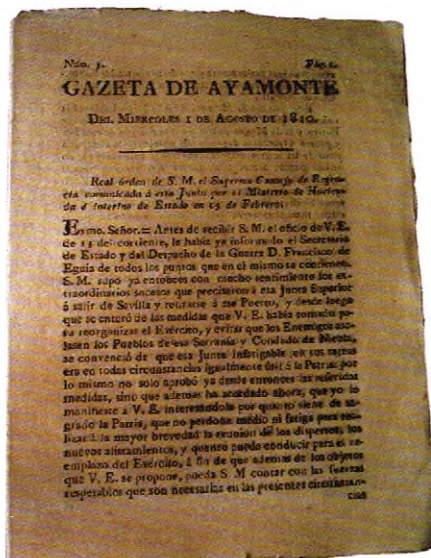 Núm. 3. Pág. 1.
GAZETA DE AYAMONTE
DEL MIERCOLES 1 DE AGOSTO DE 1810.
Real órden de S. M. el Supremo Consejo de Regen-
cia comunicada á esta Junta por el Ministro de Hacien-
da é interino de Estado en 15 de Febrero:
Exmo. Señor.= Antes de recibir S. M. el oficio de V. E.
de 11 del corriente, le habia ya informado el Secretario
de Estado y del Despacho de la Guerra D. Francisco de
Eguia de todos los puntos que en el mismo se contienen.
S. M. supo ya entonces con mucho sentimiento los ex-
traordinarios sucesos que precisaron á esa Junta Superior
á salir de Sevilla y retirarse á ese Puerto, y desde luego
que se enteró de las medidas que V. E. habia tomado pa-
ra reorganizar el Exército, y evitar que los Enemigos aso-
lasen los Pueblos de esa Serrania y Condado de Niebla,
se convenció de que esa Junta infatigable en sus tareas
era en todas circunstancias igualmente útil á la Patria; por
lo mismo no solo aprobó ya desde entonces las referidas
medidas, sino que ademas ha acordado ahora, que yo lo
manifieste á V. E. interesandola por quanto tiene de sa-
grado la Patria, que no perdone medio ni fatiga para rea-
lizar á la mayor brevedad la reunion de los dispersos, los
nuevos alistamientos, y quanto pueda conducir para el re-
emplazo del Exército, á fin de que ademas de los objetos
que V. E. se propone, pueda S M contar con las fuerzas
respetables que son necesarias en las presentes circunstan-
cias